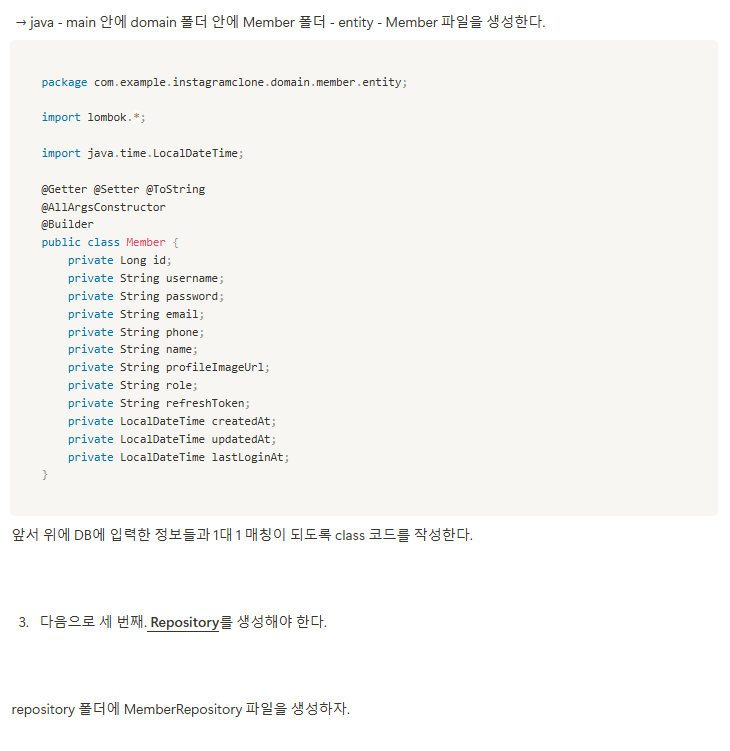 → java - main 안에 domain 폴더 안에 Member 폴더 - entity - Member 파일을 생성한다.
package com.example.instagramclone.domain.member.entity;
import lombok.*;
import java.time.LocalDateTime;
@Getter @Setter @ToString
@AllArgsConstructor
@Builder
public class Member {
    private Long id;
    private String username;
    private String password;
    private String email;
    private String phone;
    private String name;
    private String profileImageUrl;
    private String role;
    private String refreshToken;
    private LocalDateTime createdAt;
    private LocalDateTime updatedAt;
    private LocalDateTime lastLoginAt;
}
앞서 위에 DB에 입력한 정보들과 1대 1 매칭이 되도록 class 코드를 작성한다.
3. 다음으로 세 번째. Repository를 생성해야 한다.
repository 폴더에 MemberRepository 파일을 생성하자.